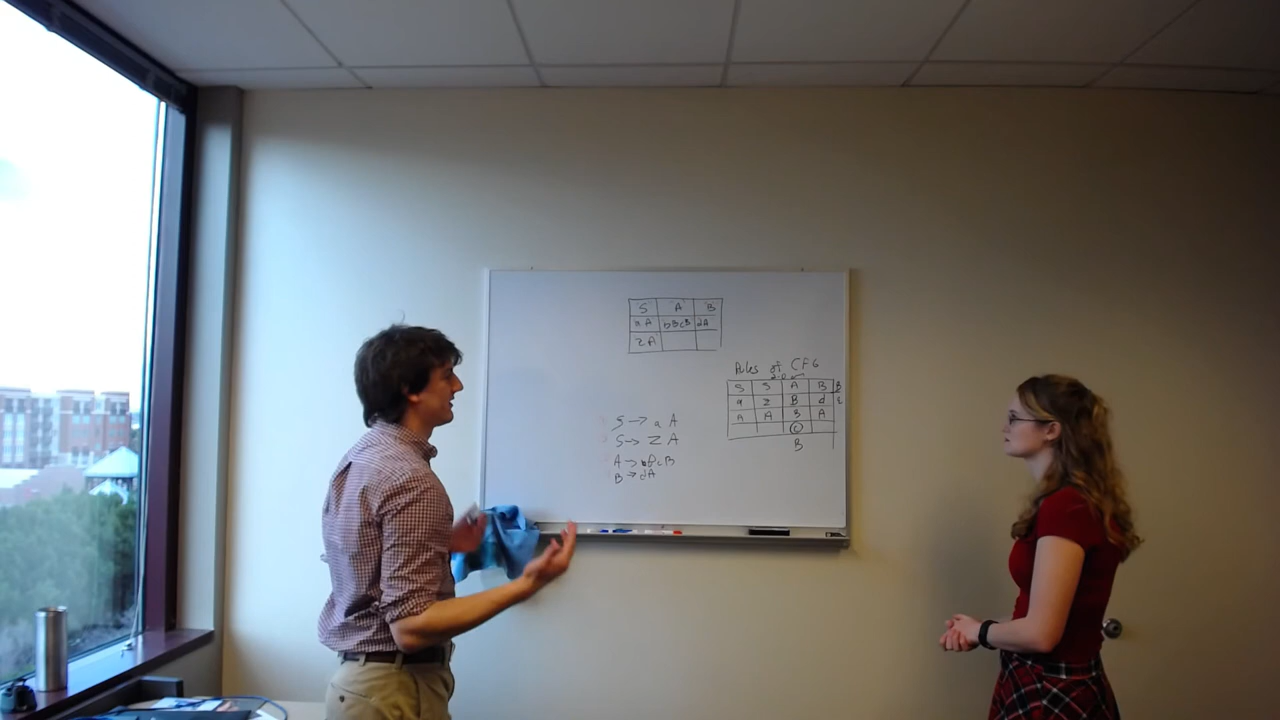 S A B
aA bBcB dA
zA
Rules of CFG
S S A B B
a z B d ε
A A B A
c
B
S → a A
S → Z A
A → bBcB
B → dA